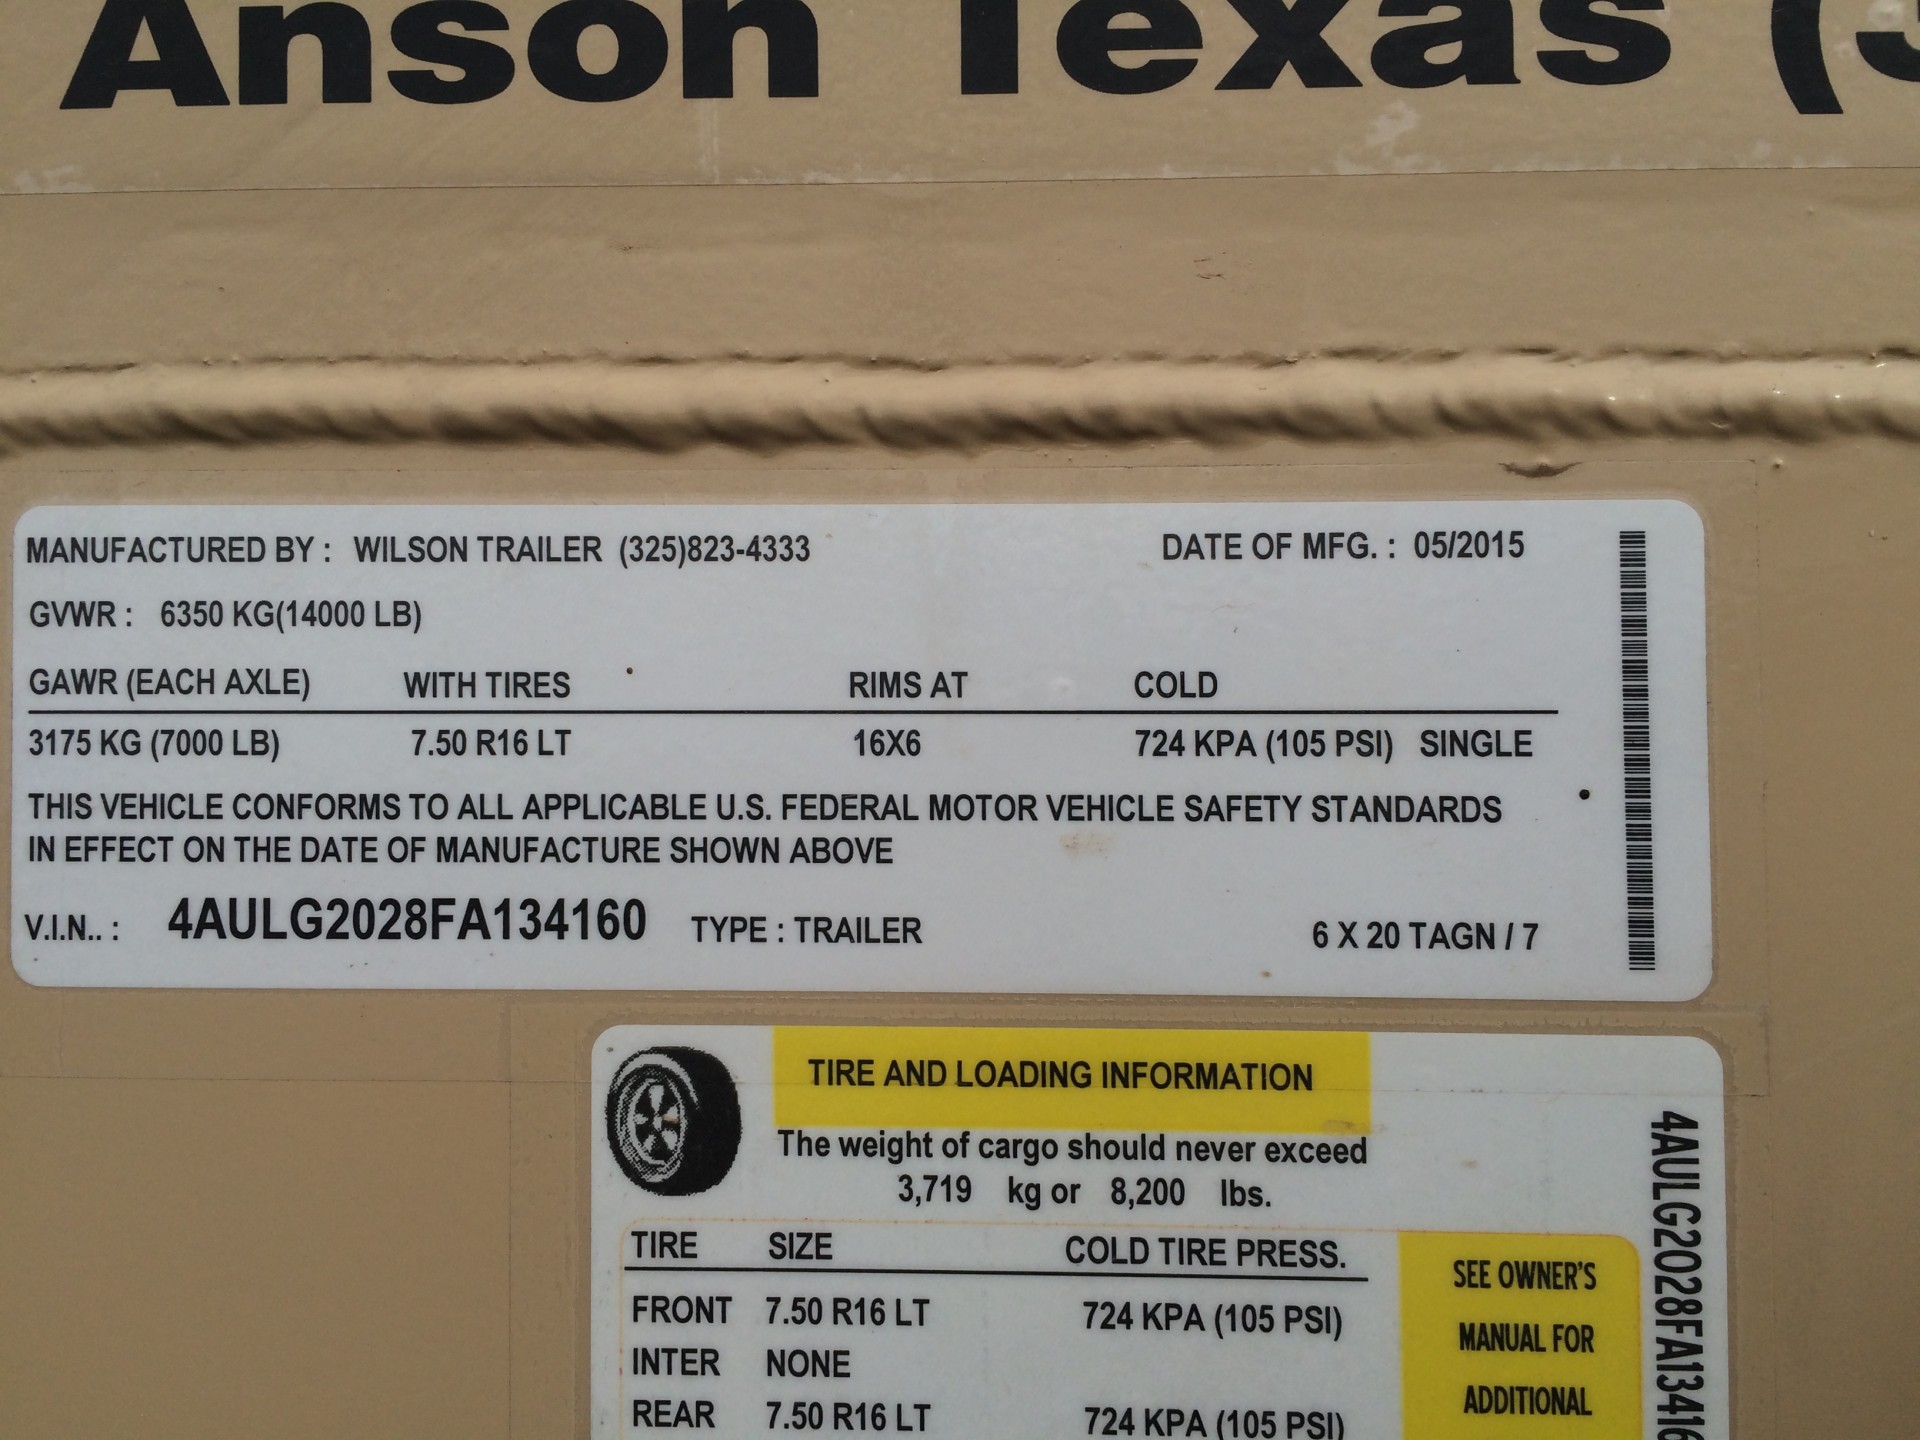 Anson Texas (
MANUFACTURED BY : WILSON TRAILER (325)823-4333 DATE OF MFG. : 05/2015
GVWR : 6350 KG(14000 LB)
GAWR (EACH AXLE) WITH TIRES RIMS AT COLD
3175 KG (7000 LB) 7.50 R16 LT 16X6 724 KPA (105 PSI) SINGLE
THIS VEHICLE CONFORMS TO ALL APPLICABLE U.S. FEDERAL MOTOR VEHICLE SAFETY STANDARDS
IN EFFECT ON THE DATE OF MANUFACTURE SHOWN ABOVE
V.I.N.. : 4AULG2028FA134160 TYPE : TRAILER 6 X 20 TAGN / 7
TIRE AND LOADING INFORMATION
The weight of cargo should never exceed
3,719 kg or 8,200 lbs.
TIRE SIZE COLD TIRE PRESS.
FRONT 7.50 R16 LT 724 KPA (105 PSI)
INTER NONE
REAR 7.50 R16 LT 724 KPA (105 PSI)
SEE OWNER'S
MANUAL FOR
ADDITIONAL
4AULG2028FA13416